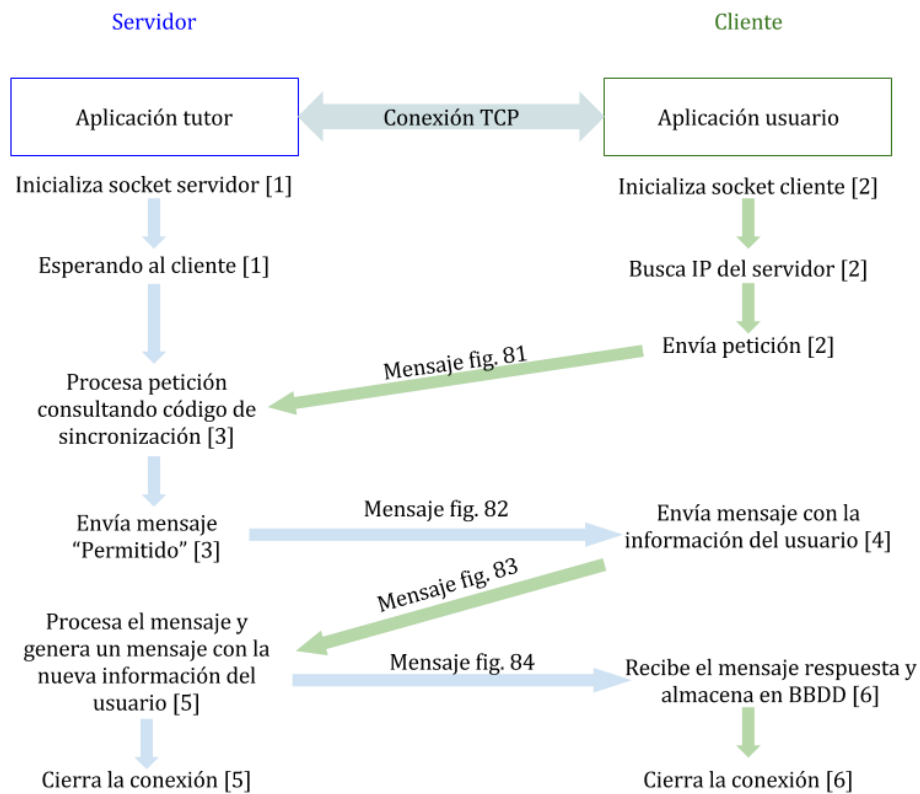 Servidor
Cliente
Aplicación tutor
Conexión TCP
Aplicación usuario
Inicializa socket servidor [1]
Inicializa socket cliente [2]
Esperando al cliente [1]
Busca IP del servidor [2]
Envía petición [2]
Mensaje fig. 81
Procesa petición
consultando código de
sincronización [3]
Mensaje fig. 82
Envía mensaje
“Permitido” [3]
Envía mensaje con la
información del usuario [4]
Mensaje fig. 83
Procesa el mensaje y
genera un mensaje con la
nueva información del
usuario [5]
Mensaje fig. 84
Recibe el mensaje respuesta y
almacena en BBDD [6]
Cierra la conexión [5]
Cierra la conexión [6]